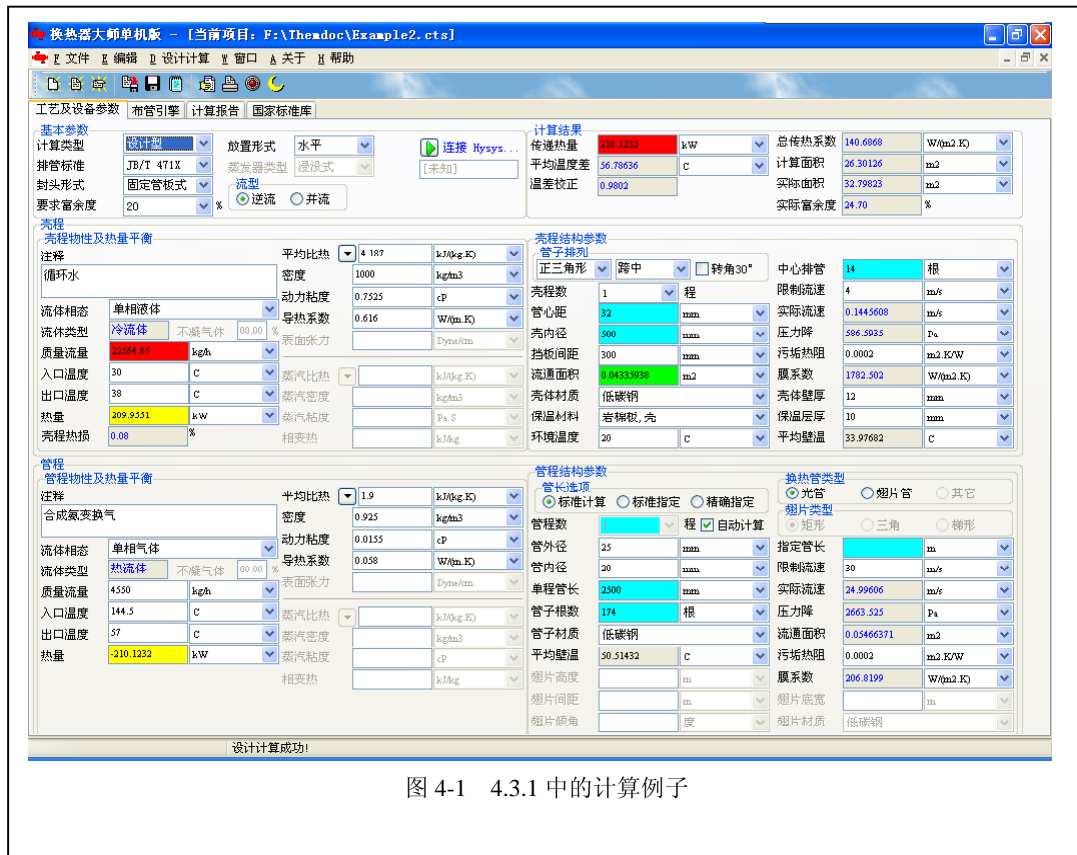 换热器大师单机版 - [当前项目: F:\Themdoc\Example2.cts]
F 文件 E 编辑 D 设计计算 W 窗口 A 关于 H 帮助
工艺及设备参数 布管引擎 计算报告 国家标准库
基本参数
计算类型 设计型 放置形式 水平 连接 Hysys...
排管标准 JB/T 471X 蒸发器类型 浸没式 [未知]
封头形式 固定管板式 流型
要求富余度 20 % 逆流 并流
计算结果
传递热量 210.1232 kW 总传热系数 140.6868 W/(m2.K)
平均温度差 56.78636 C 计算面积 26.30126 m2
温差校正 0.9802 实际面积 32.79823 m2
实际富余度 24.70 %
壳程
壳程物性及热量平衡
注释 平均比热 4.187 kJ/(kg.K)
循环水 密度 1000 kg/m3
动力粘度 0.7525 cP
流体相态 单相液体 导热系数 0.616 W/(m.K)
流体类型 冷流体 不凝气体 00.00 % 表面张力 Dyne/cm
质量流量 22564.85 kg/h
入口温度 30 C 蒸汽比热 kJ/(kg.K)
出口温度 38 C 蒸汽密度 kg/m3
热量 209.9551 kW 蒸汽粘度 Pa.S
壳程热损 0.08 % 相变热 kJ/kg
壳程结构参数
管子排列
正三角形 跨中 转角30° 中心排管 14 根
壳程数 1 程 限制流速 4 m/s
管心距 32 mm 实际流速 0.1445608 m/s
壳内径 500 mm 压力降 586.5935 Pa
挡板间距 300 mm 污垢热阻 0.0002 m2.K/W
流通面积 0.04335938 m2 膜系数 1782.502 W/(m2.K)
壳体材质 低碳钢 壳体壁厚 12 mm
保温材料 岩棉板,壳 保温层厚 10 mm
环境温度 20 C 平均壁温 33.97682 C
管程
管程物性及热量平衡
注释 平均比热 1.9 kJ/(kg.K)
合成氨变换气 密度 0.925 kg/m3
动力粘度 0.0155 cP
流体相态 单相气体 导热系数 0.058 W/(m.K)
流体类型 热流体 不凝气体 00.00 % 表面张力 Dyne/cm
质量流量 4550 kg/h
入口温度 144.5 C 蒸汽比热 kJ/(kg.K)
出口温度 57 C 蒸汽密度 kg/m3
热量 -210.1232 kW 蒸汽粘度 cP
相变热 kJ/kg
管程结构参数
管长选项 换热管类型
标准计算 标准指定 精确指定 光管 翅片管 其它
翅片类型
管程数 1 程 自动计算 矩形 三角 梯形
管外径 25 mm 指定管长 m
管内径 20 mm 限制流速 30 m/s
单程管长 2500 mm 实际流速 24.99606 m/s
管子根数 174 根 压力降 2663.525 Pa
管子材质 低碳钢 流通面积 0.05466371 m2
平均壁温 50.51432 C 污垢热阻 0.0002 m2.K/W
翅片高度 m 膜系数 206.8199 W/(m2.K)
翅片间距 m 翅片底宽 m
翅片倾角 度 翅片材质 低碳钢
设计计算成功!
图 4-1 4.3.1 中的计算例子